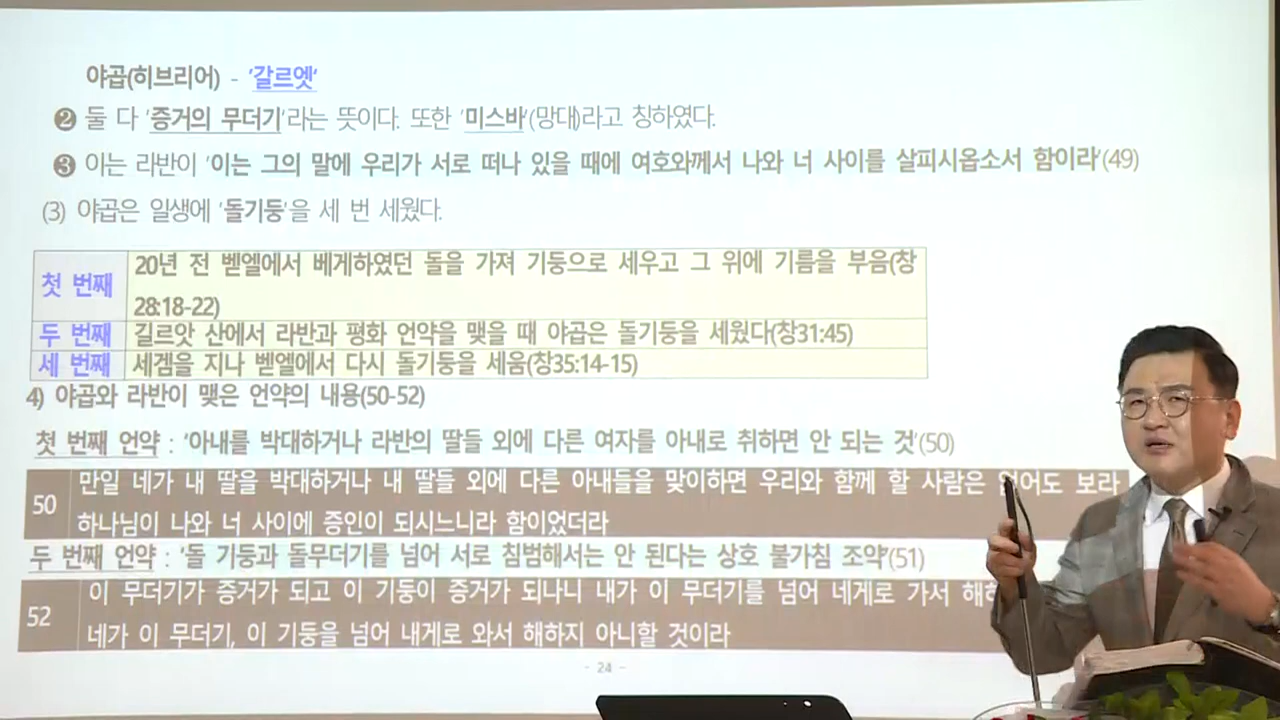 야곱(히브리어) - '갈르엣'
❷ 둘 다 '증거의 무더기'라는 뜻이다. 또한 '미스바'(망대)라고 칭하였다.
❸ 이는 라반이 '이는 그의 말에 우리가 서로 떠나 있을 때에 여호와께서 나와 너 사이를 살피시옵소서 함이라'(49)
(3) 야곱은 일생에 '돌기둥'을 세 번 세웠다.
첫 번째 20년 전 벧엘에서 베게하였던 돌을 가져 기둥으로 세우고 그 위에 기름을 부음(창
28:18-22)
두 번째 길르앗 산에서 라반과 평화 언약을 맺을 때 야곱은 돌기둥을 세웠다(창31:45)
세 번째 세겜을 지나 벧엘에서 다시 돌기둥을 세움(창35:14-15)
4) 야곱와 라반이 맺은 언약의 내용(50-52)
첫 번째 언약 : '아내를 박대하거나 라반의 딸들 외에 다른 여자를 아내로 취하면 안 되는 것'(50)
50 만일 네가 내 딸을 박대하거나 내 딸들 외에 다른 아내들을 맞이하면 우리와 함께 할 사람은 없어도 보라
하나님이 나와 너 사이에 증인이 되시느니라 함이었더라
두 번째 언약 : '돌 기둥과 돌무더기를 넘어 서로 침범해서는 안 된다는 상호 불가침 조약'(51)
52 이 무더기가 증거가 되고 이 기둥이 증거가 되나니 내가 이 무더기를 넘어 네게로 가서 해하
네가 이 무더기, 이 기둥을 넘어 내게로 와서 해하지 아니할 것이라
- 24 -